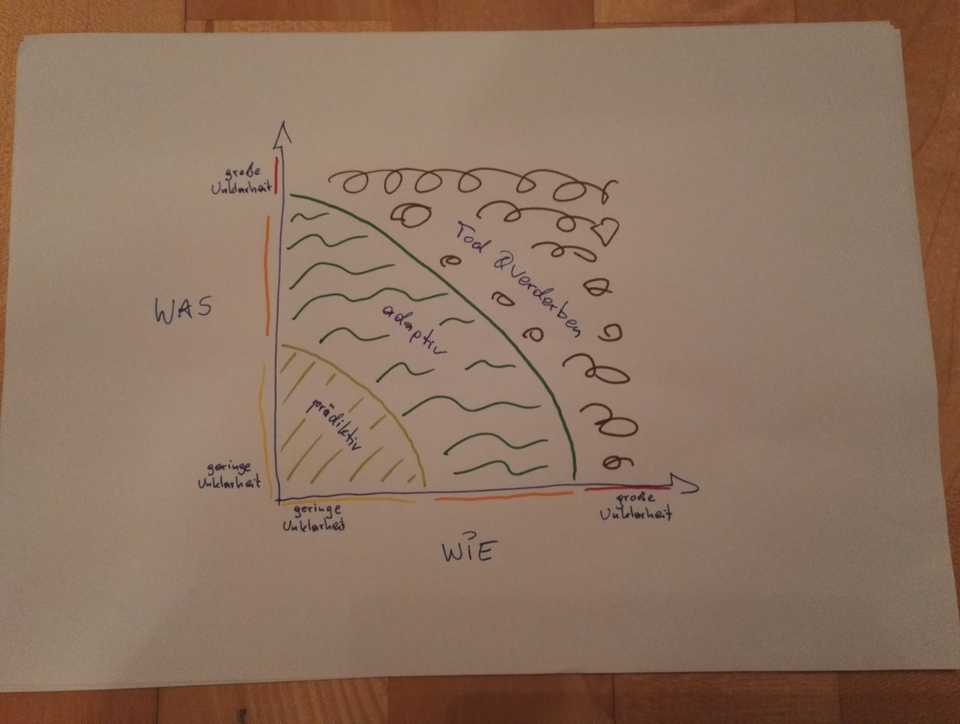 große
Unklarheit
Tod & Verderben
WAS
adaptiv
prädiktiv
geringe
Unklarheit
geringe
Unklarheit
große
Unklarheit
WIE